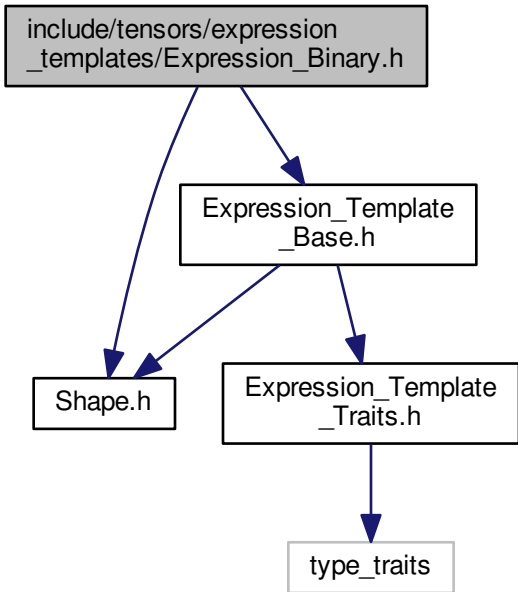 include/tensors/expression
_templates/Expression_Binary.h
Expression_Template
_Base.h
Shape.h
Expression_Template
_Traits.h
type_traits